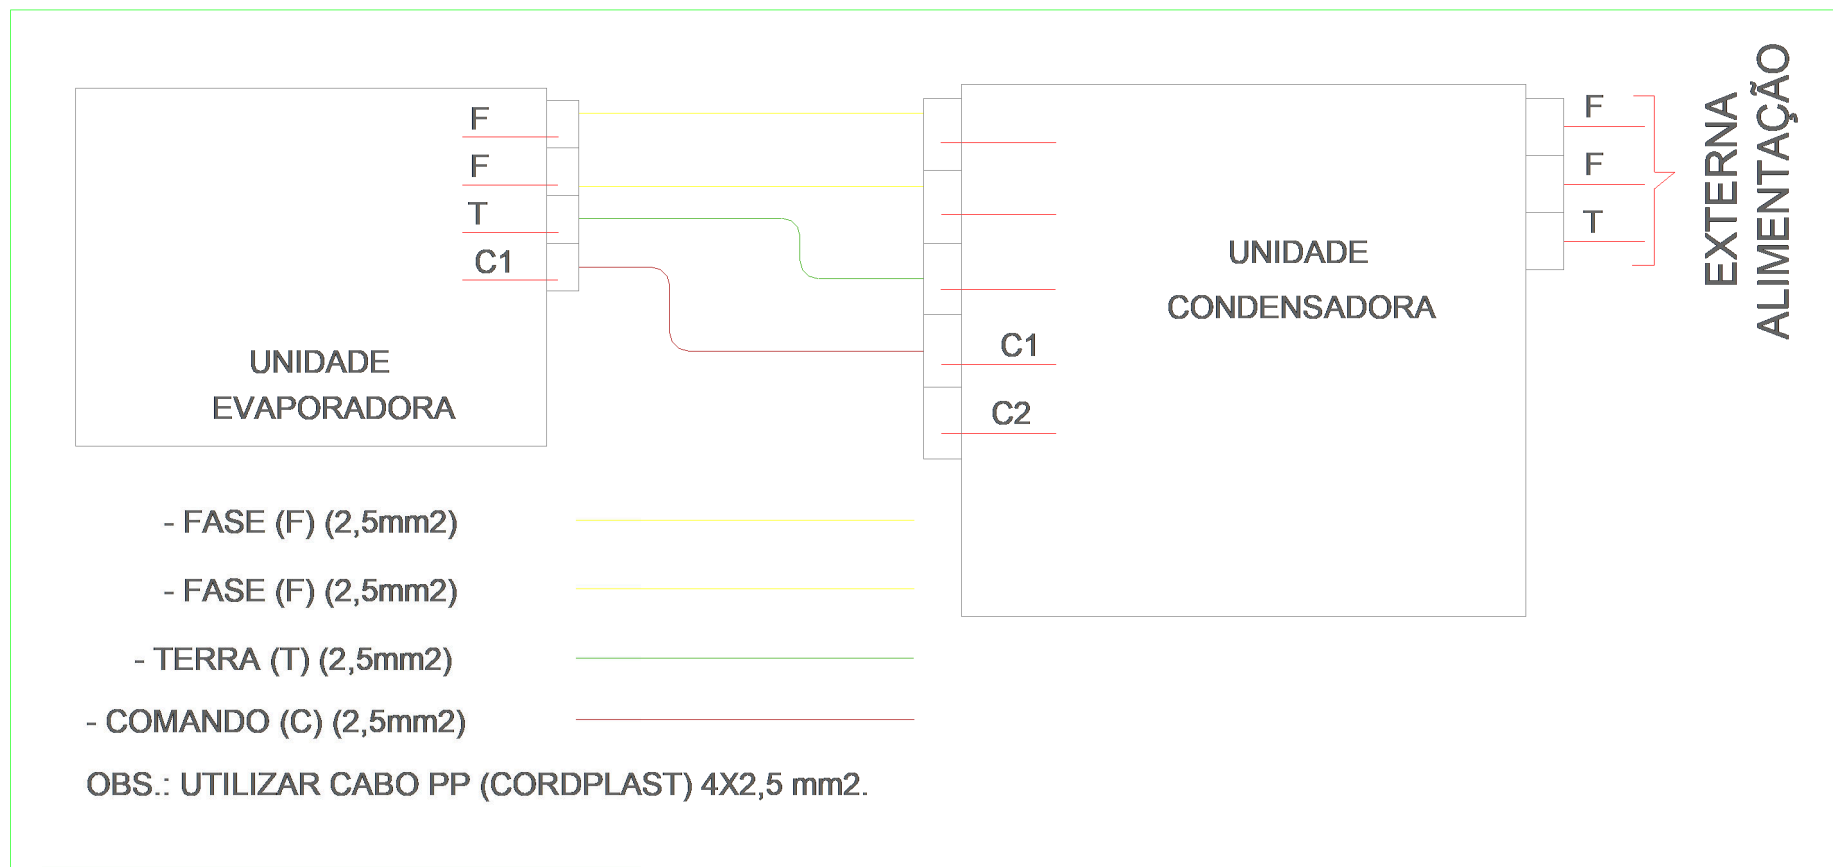 F
F
T
C1
UNIDADE
EVAPORADORA
C1
C2
UNIDADE
CONDENSADORA
F
F
T
EXTERNA
ALIMENTAÇÃO
- FASE (F) (2,5mm2)
- FASE (F) (2,5mm2)
- TERRA (T) (2,5mm2)
- COMANDO (C) (2,5mm2)
OBS.: UTILIZAR CABO PP (CORDPLAST) 4X2,5 mm2.